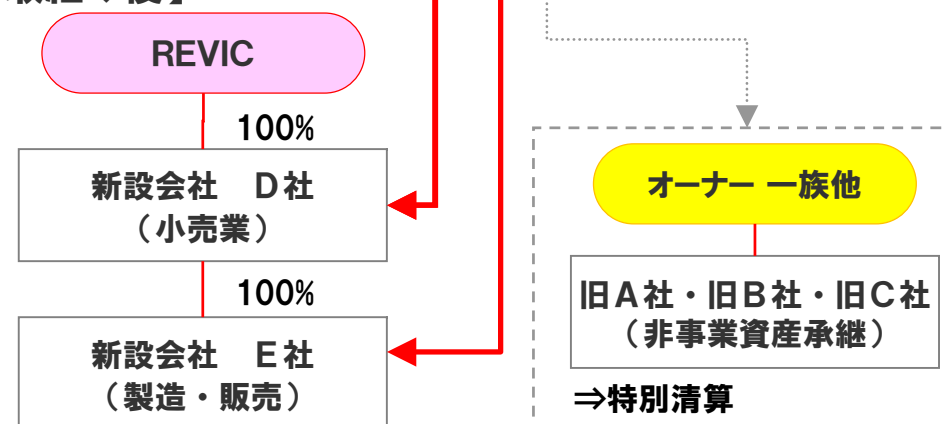 REVIC
100%
新設会社　D社
（小売業）
100%
新設会社　E社
（製造・販売）
オーナー一族他
旧A社・旧B社・旧C社
（非事業資産承継）
⇒特別清算